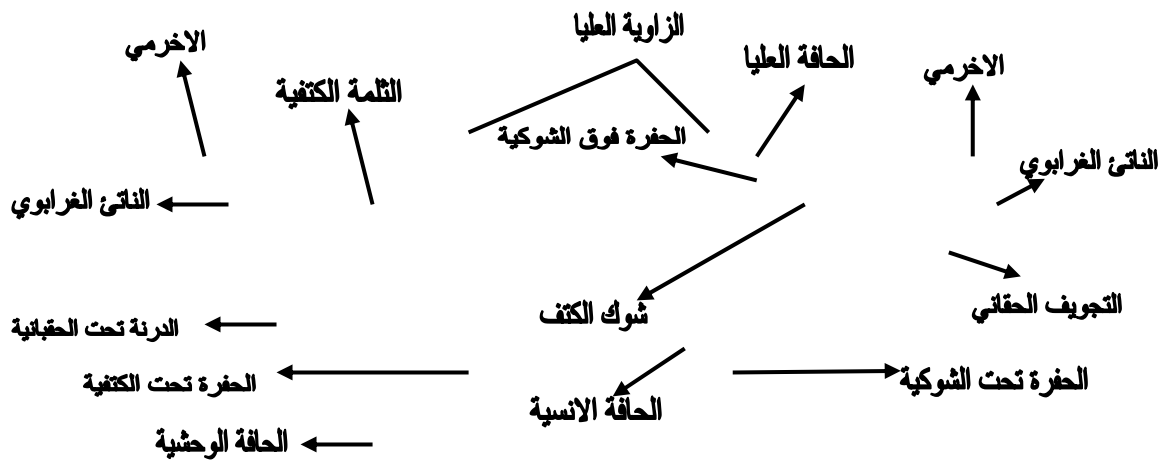 الزاوية العليا
الاخرمي
الحافة العليا
الاخرمي
الثلمة الكتفية
الحفرة فوق الشوكية
الناتئ الغرابوي
الناتئ الغرابوي
التجويف الحقاني
شوك الكتف
الدرنة تحت الحقبانية
الحفرة تحت الشوكية
الحفرة تحت الكتفية
الحافة الانسية
الحافة الوحشية